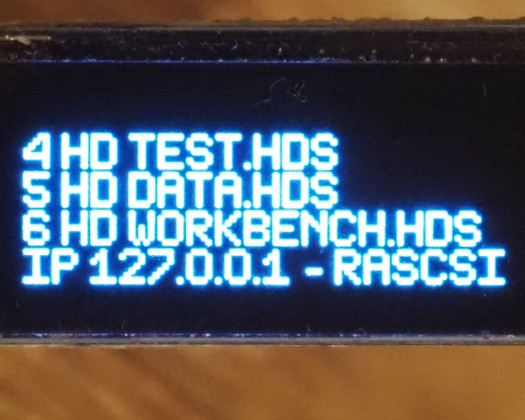 4 HD TEST.HDS
5 HD DATA.HDS
6 HD WORKBENCH.HDS
IP 127.0.0.1 - RASCSI